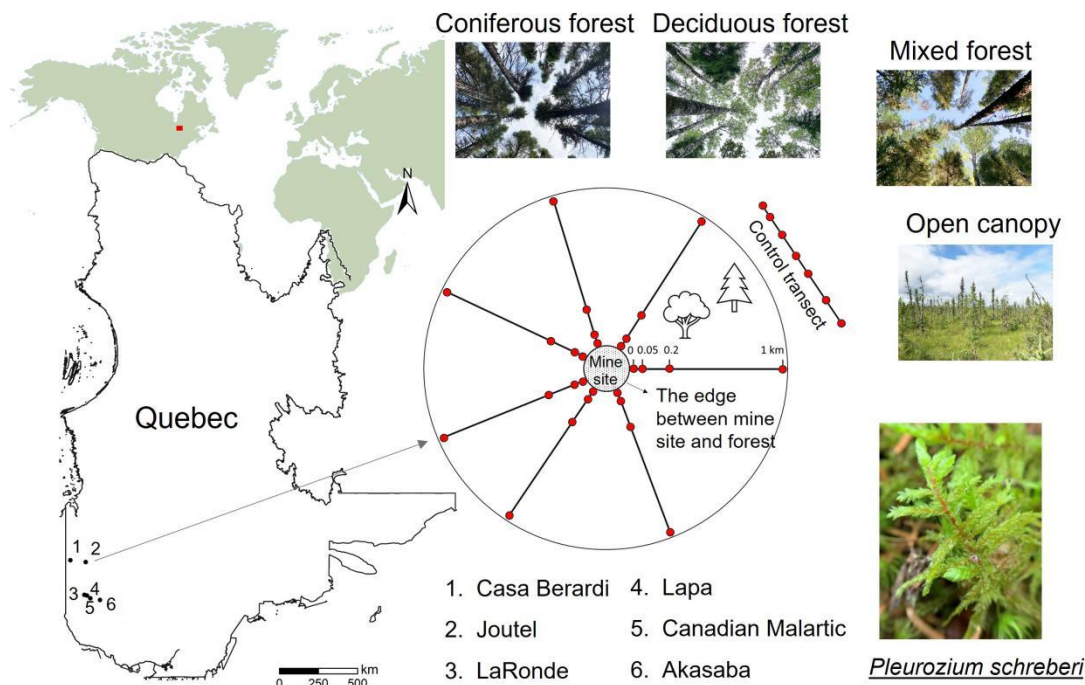 Coniferous forest
Deciduous forest
Mixed forest
N
Open canopy
Control transect
0 0.05 0.2 1 km
Mine
site
The edge
between mine
site and forest
Quebec
1 2
3 4
5 6
1. Casa Berardi
2. Joutel
3. LaRonde
4. Lapa
5. Canadian Malartic
6. Akasaba
km
0 250 500
Pleurozium schreberi